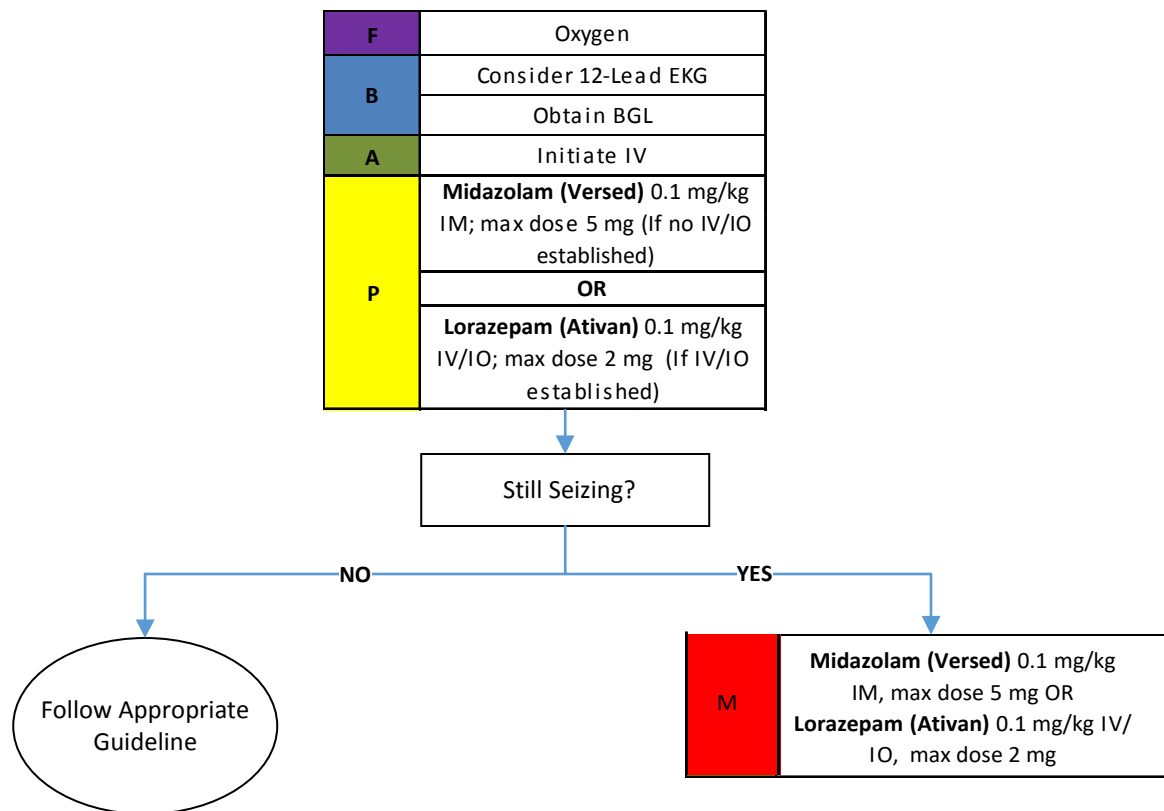 F
Oxygen
B
Consider 12-Lead EKG
Obtain BGL
A
Initiate IV
P
Midazolam (Versed) 0.1 mg/kg
IM; max dose 5 mg (If no IV/IO
established)
OR
Lorazepam (Ativan) 0.1 mg/kg
IV/IO; max dose 2 mg (If IV/IO
established)
Still Seizing?
NO
YES
Follow Appropriate
Guideline
M
Midazolam (Versed) 0.1 mg/kg
IM, max dose 5 mg OR
Lorazepam (Ativan) 0.1 mg/kg IV/
IO, max dose 2 mg